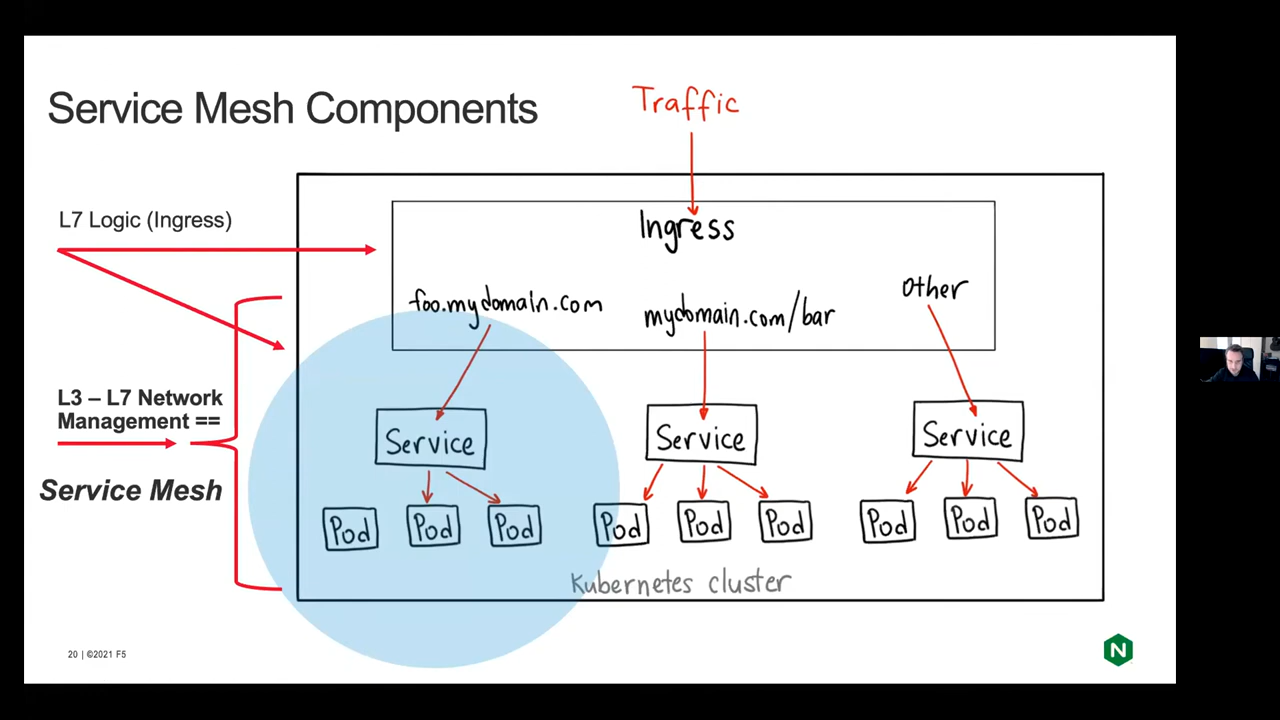 Service Mesh Components
Traffic
L7 Logic (Ingress)
Ingress
foo.mydomain.com
mydomain.com/bar
Other
L3 – L7 Network
Management ==
Service Mesh
Service
Service
Service
Pod
Pod
Pod
Pod
Pod
Pod
Pod
Pod
Pod
Kubernetes cluster
20 | ©2021 F5
N